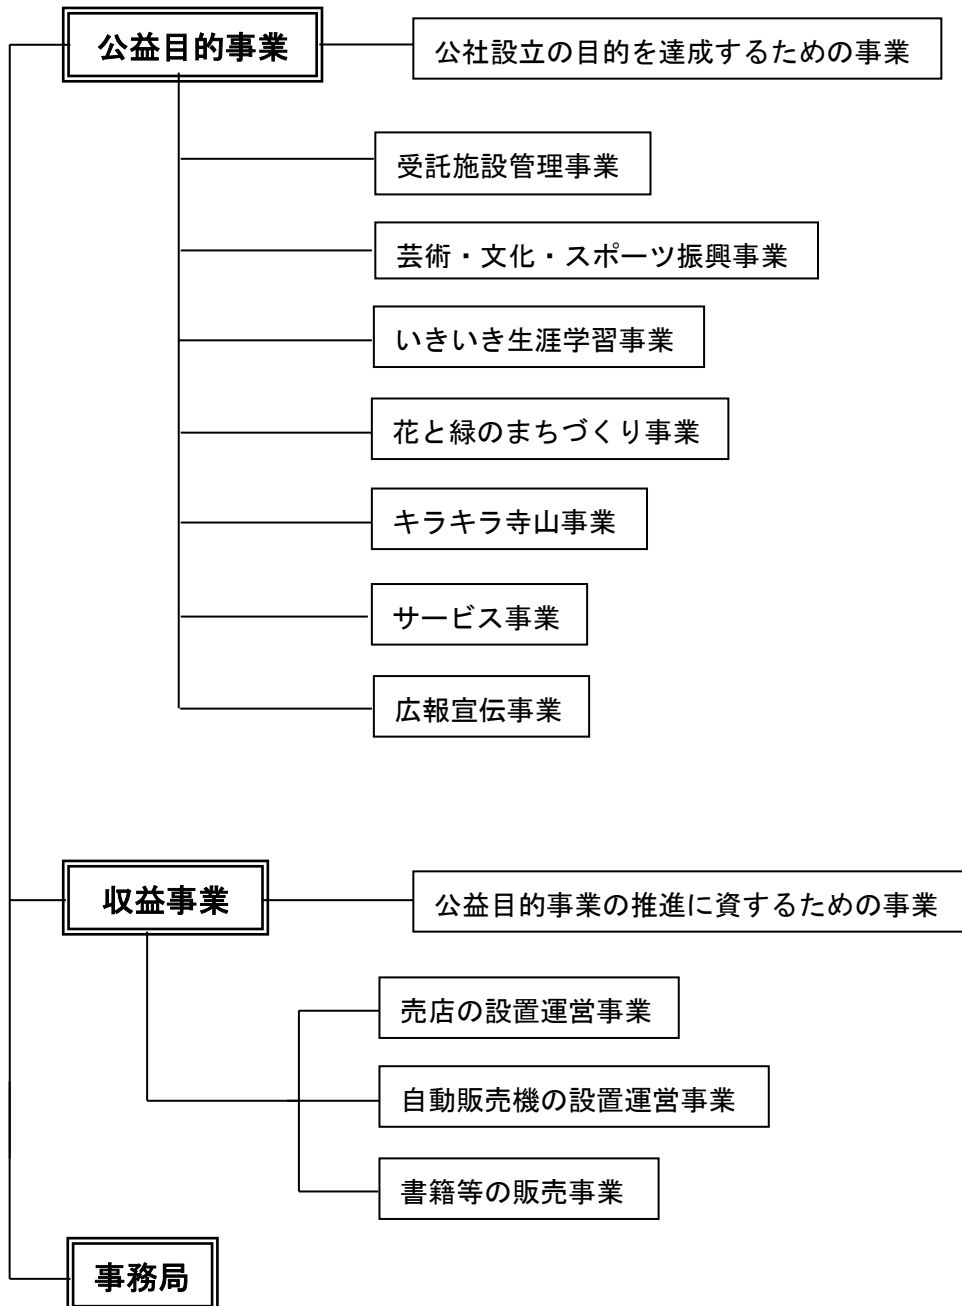 公益目的事業
公社設立の目的を達成するための事業
受託施設管理事業
芸術・文化・スポーツ振興事業
いきいき生涯学習事業
花と緑のまちづくり事業
キラキラ寺山事業
サービス事業
広報宣伝事業
収益事業
公益目的事業の推進に資するための事業
売店の設置運営事業
自動販売機の設置運営事業
書籍等の販売事業
事務局